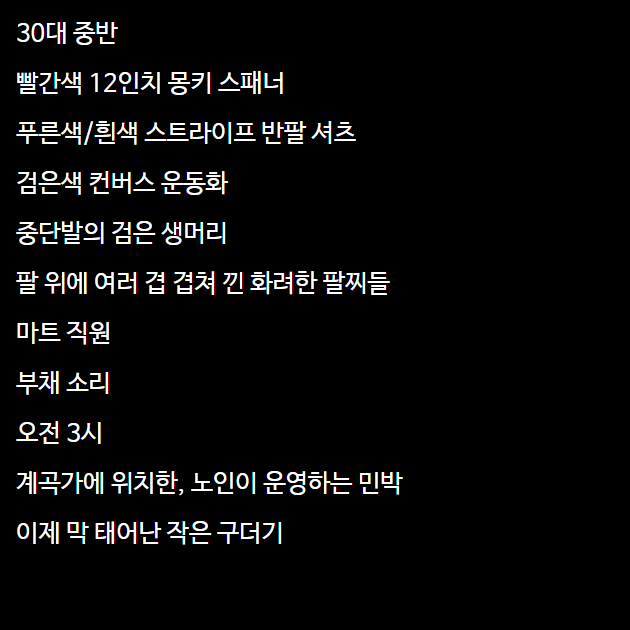 30대 중반
빨간색 12인치 몽키 스패너
푸른색/흰색 스트라이프 반팔 셔츠
검은색 컨버스 운동화
중단발의 검은 생머리
팔 위에 여러 겹 겹쳐 낀 화려한 팔찌들
마트 직원
부채 소리
오전 3시
계곡가에 위치한, 노인이 운영하는 민박
이제 막 태어난 작은 구더기